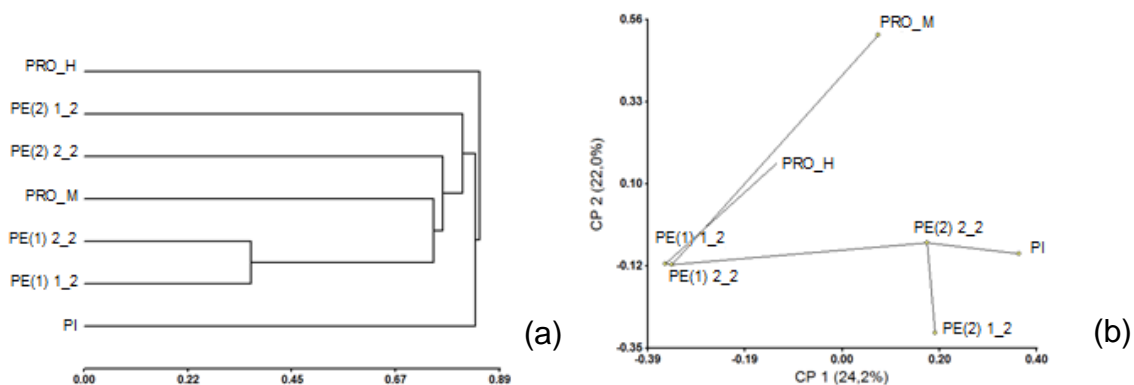 PRO_H
PE(2) 1_2
PE(2) 2_2
PRO_M
PE(1) 2_2
PE(1) 1_2
PI
0.00 0.22 0.45 0.67 0.89
(a)
0.56
0.33
0.10
-0.12
-0.35
CP 2 (22,0%)
PRO_M
PRO_H
PE(1) 1_2
PE(1) 2_2
PE(2) 2_2
PI
PE(2) 1_2
-0.39 -0.19 0.00 0.20 0.40
CP 1 (24,2%)
(b)